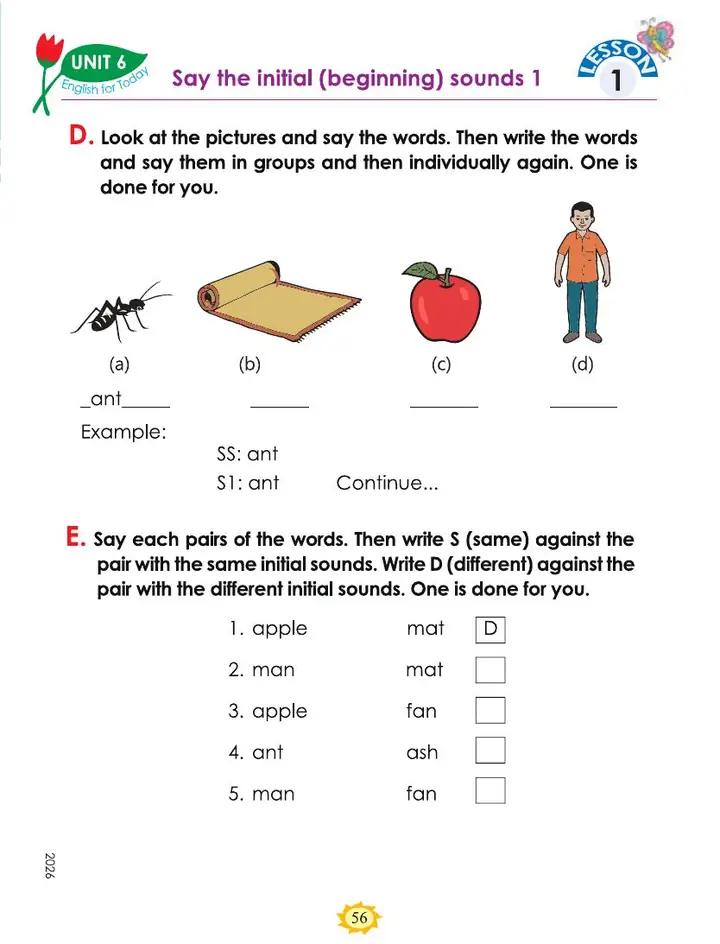 UNIT 6
English for Today
Say the initial (beginning) sounds 1
LESSON
1
D. Look at the pictures and say the words. Then write the words
and say them in groups and then individually again. One is
done for you.
(a) (b) (c) (d)
_ant_____ ______ _______ _______
Example:
SS: ant
S1: ant Continue...
E. Say each pairs of the words. Then write S (same) against the
pair with the same initial sounds. Write D (different) against the
pair with the different initial sounds. One is done for you.
1. apple mat D
2. man mat
3. apple fan
4. ant ash
5. man fan
2026
56